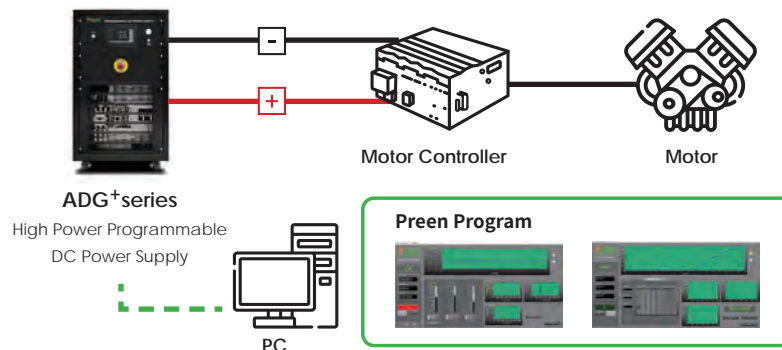 -
+
Motor Controller
Motor
ADG+series
High Power Programmable
DC Power Supply
PC
Preen Program